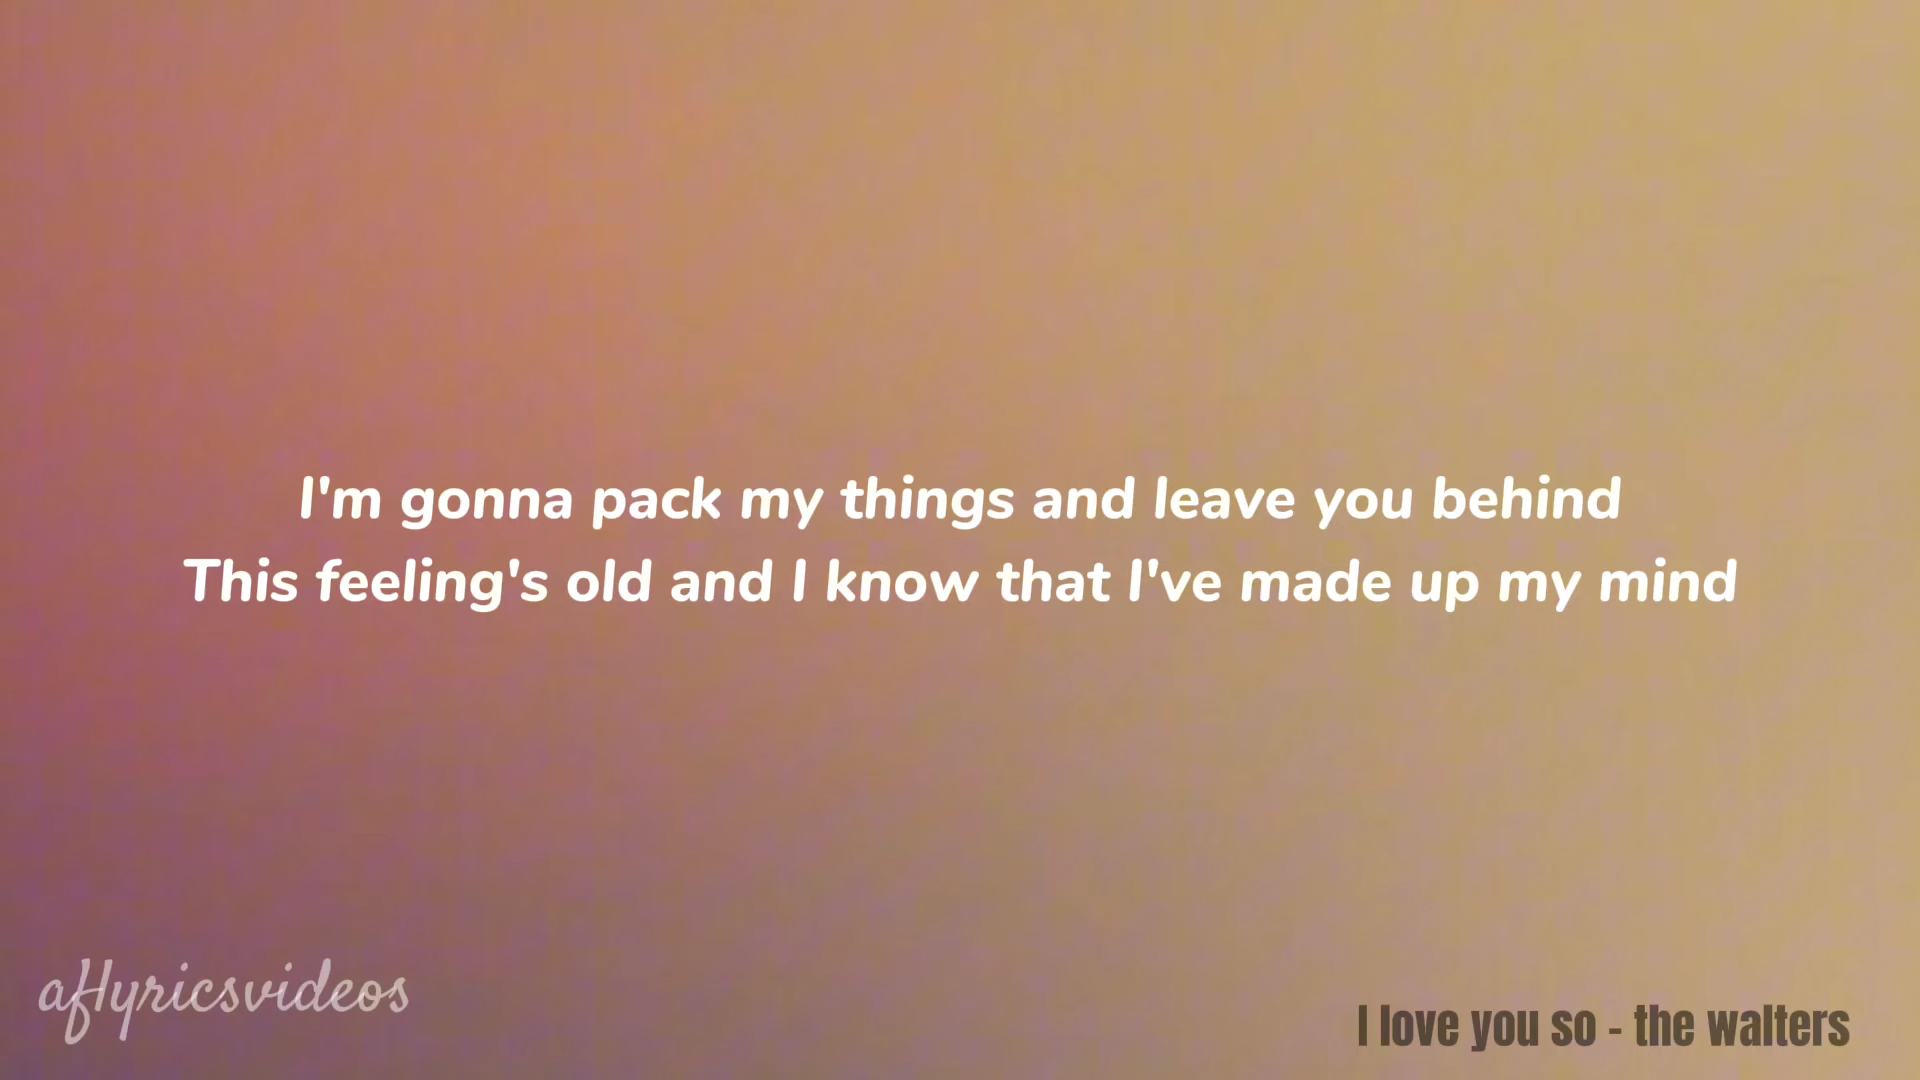 I'm gonna pack my things and leave you behind
This feeling's old and I know that I've made up my mind
aflyricsvideos
I love you so - the walters